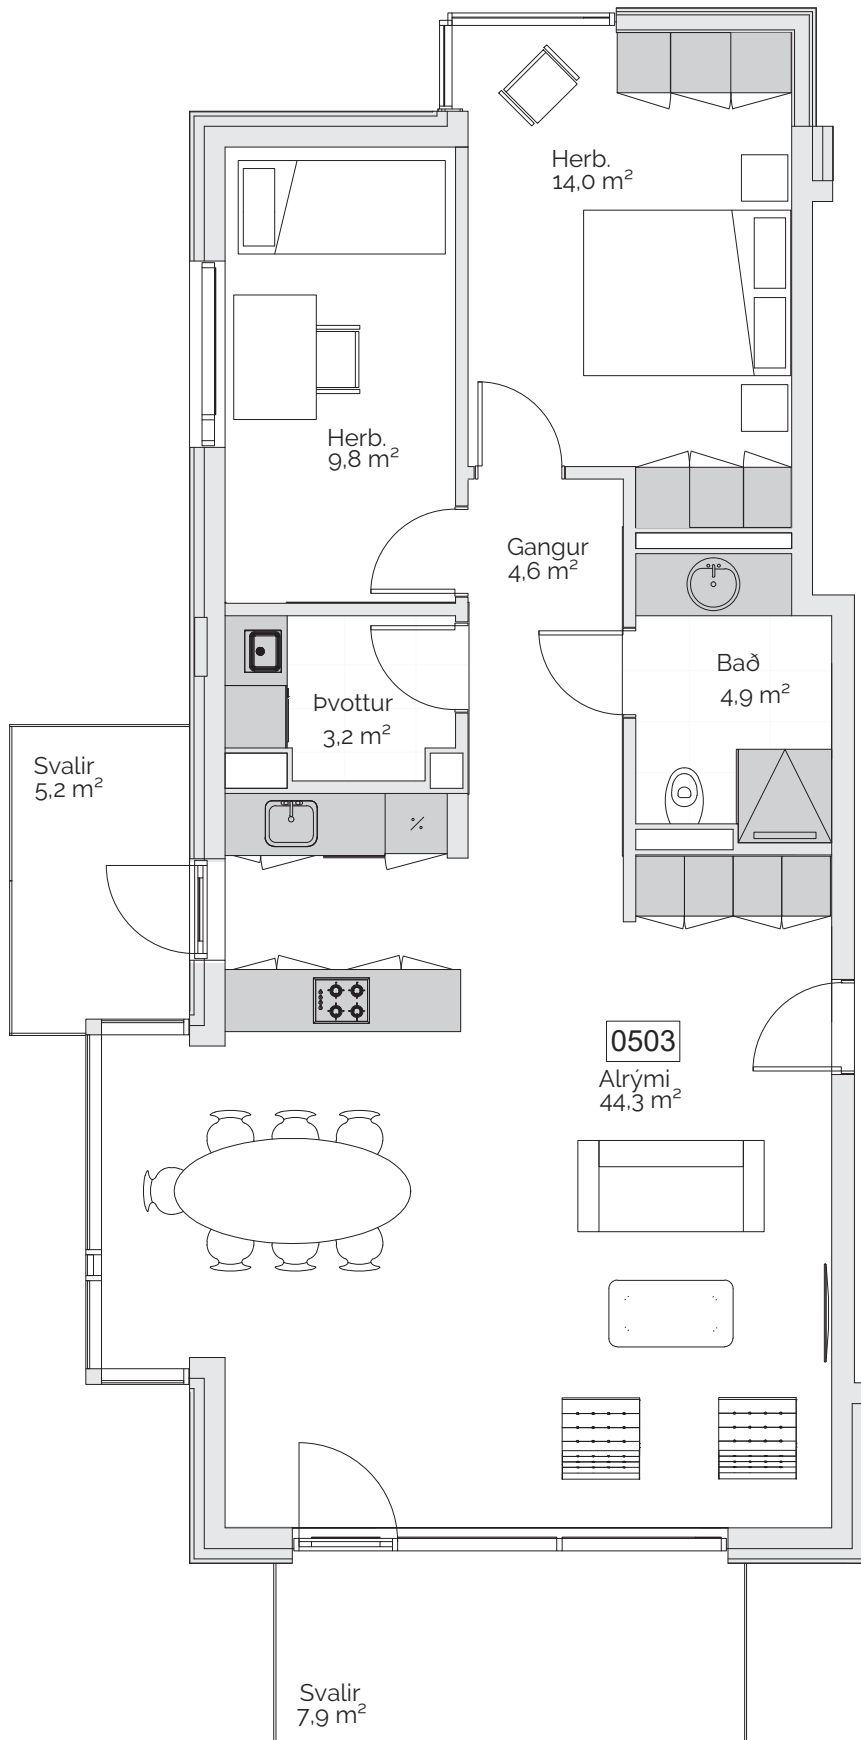 Herb.
14,0 m²
Herb.
9,8 m²
Gangur
4,6 m²
Bað
4,9 m²
Þvottur
3,2 m²
Svalir
5,2 m²
%
0503
Alrými
44,3 m²
Svalir
7,9 m²